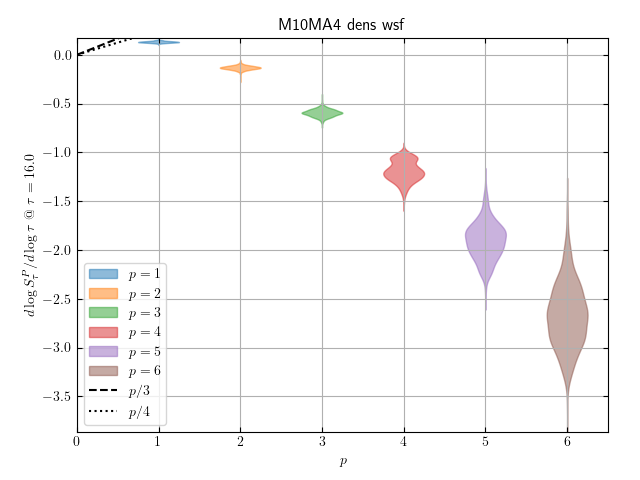 M10MA4 dens wsf
d log S_τ^P / d log τ @ τ = 16.0
0.0
−0.5
−1.0
−1.5
−2.0
−2.5
−3.0
−3.5
p = 1
p = 2
p = 3
p = 4
p = 5
p = 6
p/3
p/4
0 1 2 3 4 5 6
p